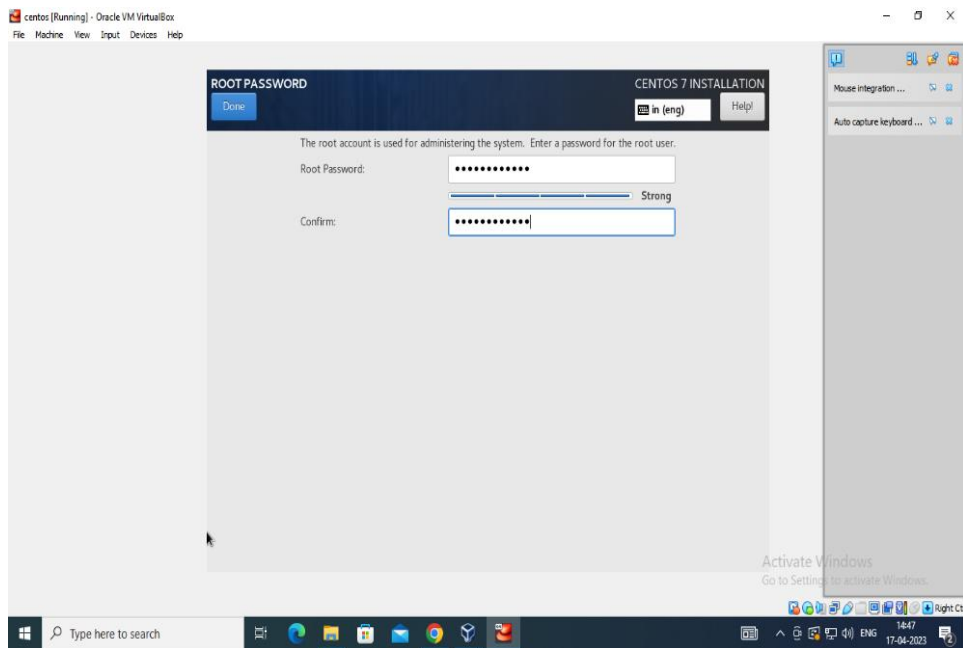 centos [Running] - Oracle VM VirtualBox
File Machine View Input Devices Help
ROOT PASSWORD
CENTOS 7 INSTALLATION
Done
in (eng)
Help!
Mouse integration ...
Auto capture keyboard ...
The root account is used for administering the system. Enter a password for the root user.
Root Password:
••••••••••••
Strong
Confirm:
••••••••••••
Activate Windows
Go to Settings to activate Windows.
Right Ct
Type here to search
ENG
14:47
17-04-2023
2